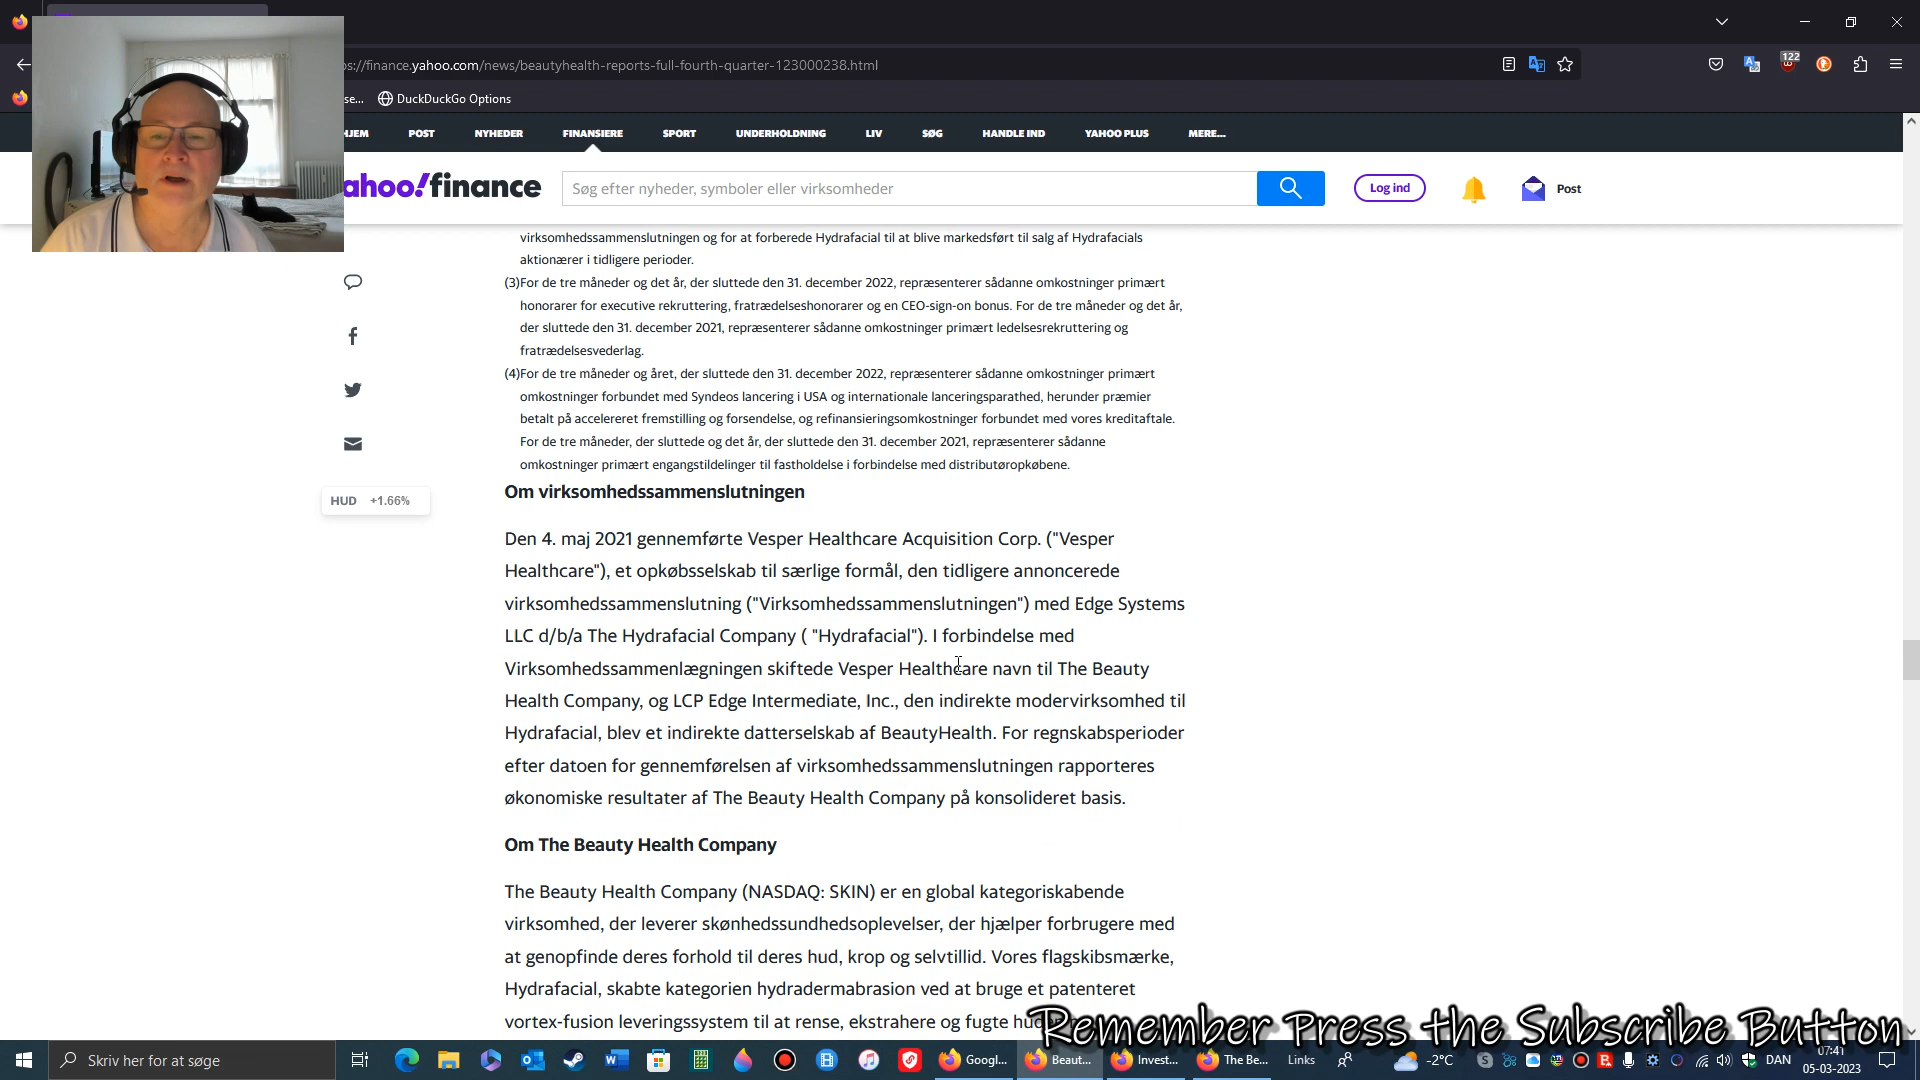 ps://finance.yahoo.com/news/beautyhealth-reports-full-fourth-quarter-123000238.html
122
se...
DuckDuckGo Options
HJEM
POST
NYHEDER
FINANSIERE
SPORT
UNDERHOLDNING
LIV
SØG
HANDLE IND
YAHOO PLUS
MERE...
ahoo!finance
Søg efter nyheder, symboler eller virksomheder
Log ind
Post
virksomhedssammenslutningen og for at forberede Hydrafacial til at blive markedsført til salg af Hydrafacials
aktionærer i tidligere perioder.
(3)For de tre måneder og det år, der sluttede den 31. december 2022, repræsenterer sådanne omkostninger primært
honorarer for executive rekruttering, fratrædelseshonorarer og en CEO-sign-on bonus. For de tre måneder og det år,
der sluttede den 31. december 2021, repræsenterer sådanne omkostninger primært ledelsesrekruttering og
fratrædelsesvederlag.
(4)For de tre måneder og året, der sluttede den 31. december 2022, repræsenterer sådanne omkostninger primært
omkostninger forbundet med Syndeos lancering i USA og internationale lanceringsparathed, herunder præmier
betalt på accelereret fremstilling og forsendelse, og refinansieringsomkostninger forbundet med vores kreditaftale.
For de tre måneder, der sluttede og det år, der sluttede den 31. december 2021, repræsenterer sådanne
omkostninger primært engangstildelinger til fastholdelse i forbindelse med distributøropkøbene.
HUD +1.66%
Om virksomhedssammenslutningen
Den 4. maj 2021 gennemførte Vesper Healthcare Acquisition Corp. ("Vesper
Healthcare"), et opkøbsselskab til særlige formål, den tidligere annoncerede
virksomhedssammenslutning ("Virksomhedssammenslutningen") med Edge Systems
LLC d/b/a The Hydrafacial Company ( "Hydrafacial"). I forbindelse med
Virksomhedssammenlægningen skiftede Vesper Healthcare navn til The Beauty
Health Company, og LCP Edge Intermediate, Inc., den indirekte modervirksomhed til
Hydrafacial, blev et indirekte datterselskab af BeautyHealth. For regnskabsperioder
efter datoen for gennemførelsen af virksomhedssammenslutningen rapporteres
økonomiske resultater af The Beauty Health Company på konsolideret basis.
Om The Beauty Health Company
The Beauty Health Company (NASDAQ: SKIN) er en global kategoriskabende
virksomhed, der leverer skønhedssundhedsoplevelser, der hjælper forbrugere med
at genopfinde deres forhold til deres hud, krop og selvtillid. Vores flagskibsmærke,
Hydrafacial, skabte kategorien hydradermabrasion ved at bruge et patenteret
vortex-fusion leveringssystem til at rense, ekstrahere og fugte
Remember Press the Subscribe Button
Skriv her for at søge
Googl...
Beaut...
Invest...
The Be...
Links
-2°C
DAN
07:41
05-03-2023